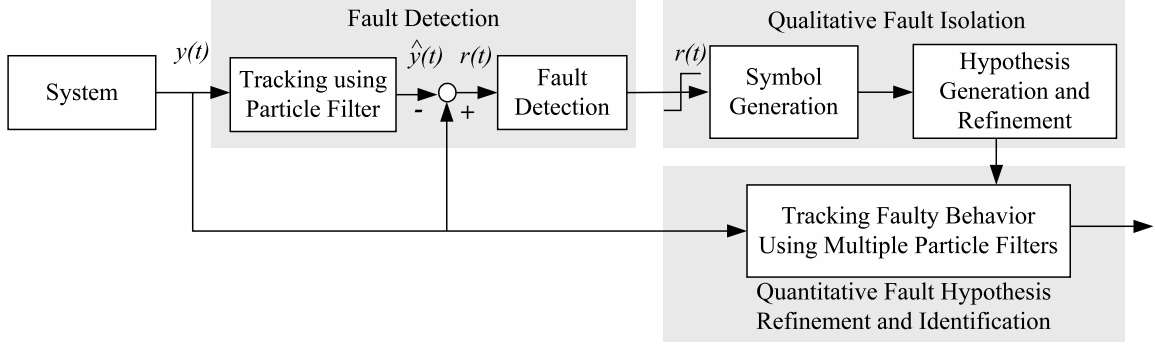 Fault Detection
Qualitative Fault Isolation
y(t)
ŷ(t)
r(t)
r(t)
System
Tracking using
Particle Filter
-
+
Fault
Detection
Symbol
Generation
Hypothesis
Generation and
Refinement
Tracking Faulty Behavior
Using Multiple Particle Filters
Quantitative Fault Hypothesis
Refinement and Identification